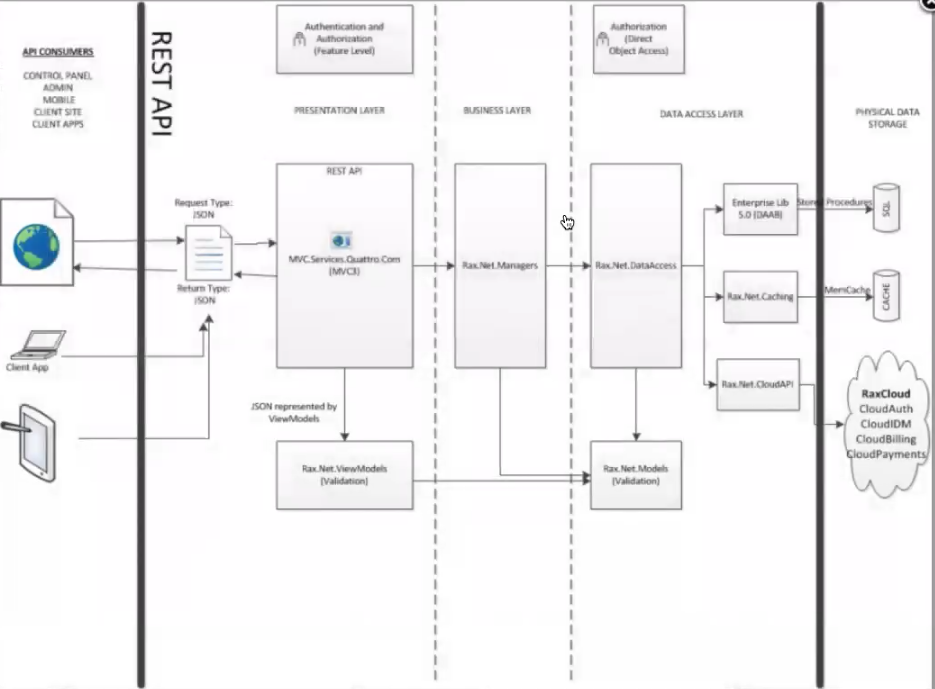 API CONSUMERS
CONTROL PANEL
ADMIN
MOBILE
CLIENT SITE
CLIENT APPS
Client App
REST API
Request Type:
JSON
Return Type:
JSON
Authentication and
Authorization
(Feature Level)
PRESENTATION LAYER
REST API
MVC.Services.Quattro.Com
(MVC3)
JSON represented by
ViewModels
Rax.Net.ViewModels
(Validation)
BUSINESS LAYER
Rax.Net.Managers
Authorization
(Direct
Object Access)
DATA ACCESS LAYER
Rax.Net.DataAccess
Rax.Net.Models
(Validation)
Enterprise Lib
5.0 (DAAB)
Rax.Net.Caching
Rax.Net.CloudAPI
Stored Procedures
MemCache
PHYSICAL DATA
STORAGE
SQL
CACHE
RaxCloud
CloudAuth
CloudIDM
CloudBilling
CloudPayments